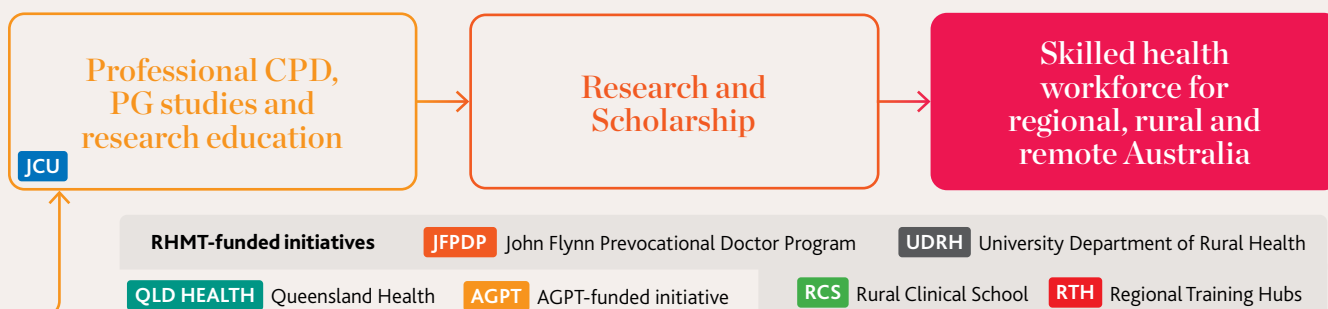 Professional CPD,
PG studies and
research education
JCU
Research and
Scholarship
Skilled health
workforce for
regional, rural and
remote Australia
RHMT-funded initiatives JFPDP John Flynn Prevocational Doctor Program UDRH University Department of Rural Health
QLD HEALTH Queensland Health AGPT AGPT-funded initiative RCS Rural Clinical School RTH Regional Training Hubs